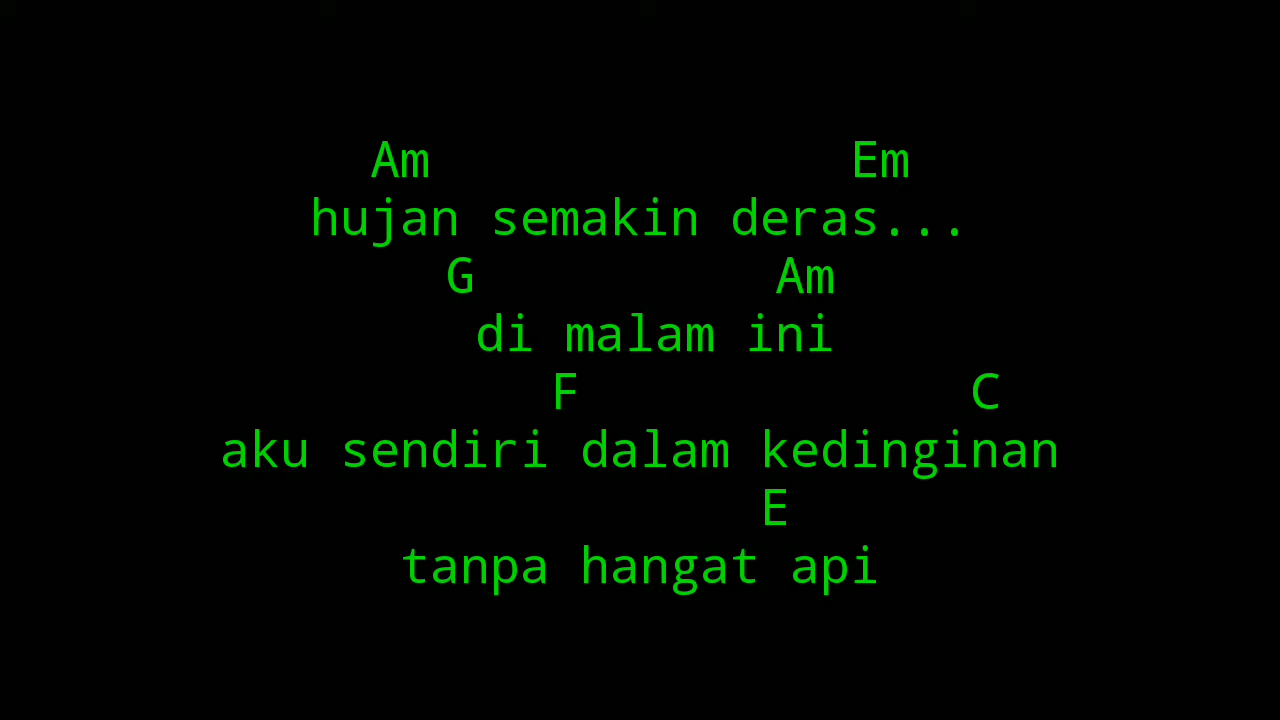 Am Em
hujan semakin deras...
G Am
di malam ini
F C
aku sendiri dalam kedinginan
E
tanpa hangat api